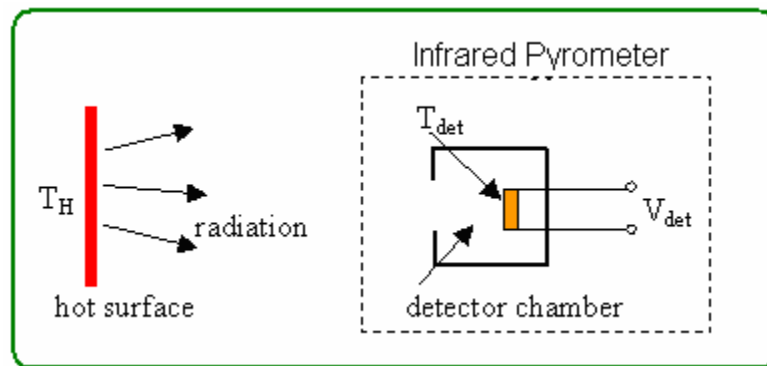 Infrared Pyrometer
T_det
T_H
radiation
V_det
hot surface
detector chamber